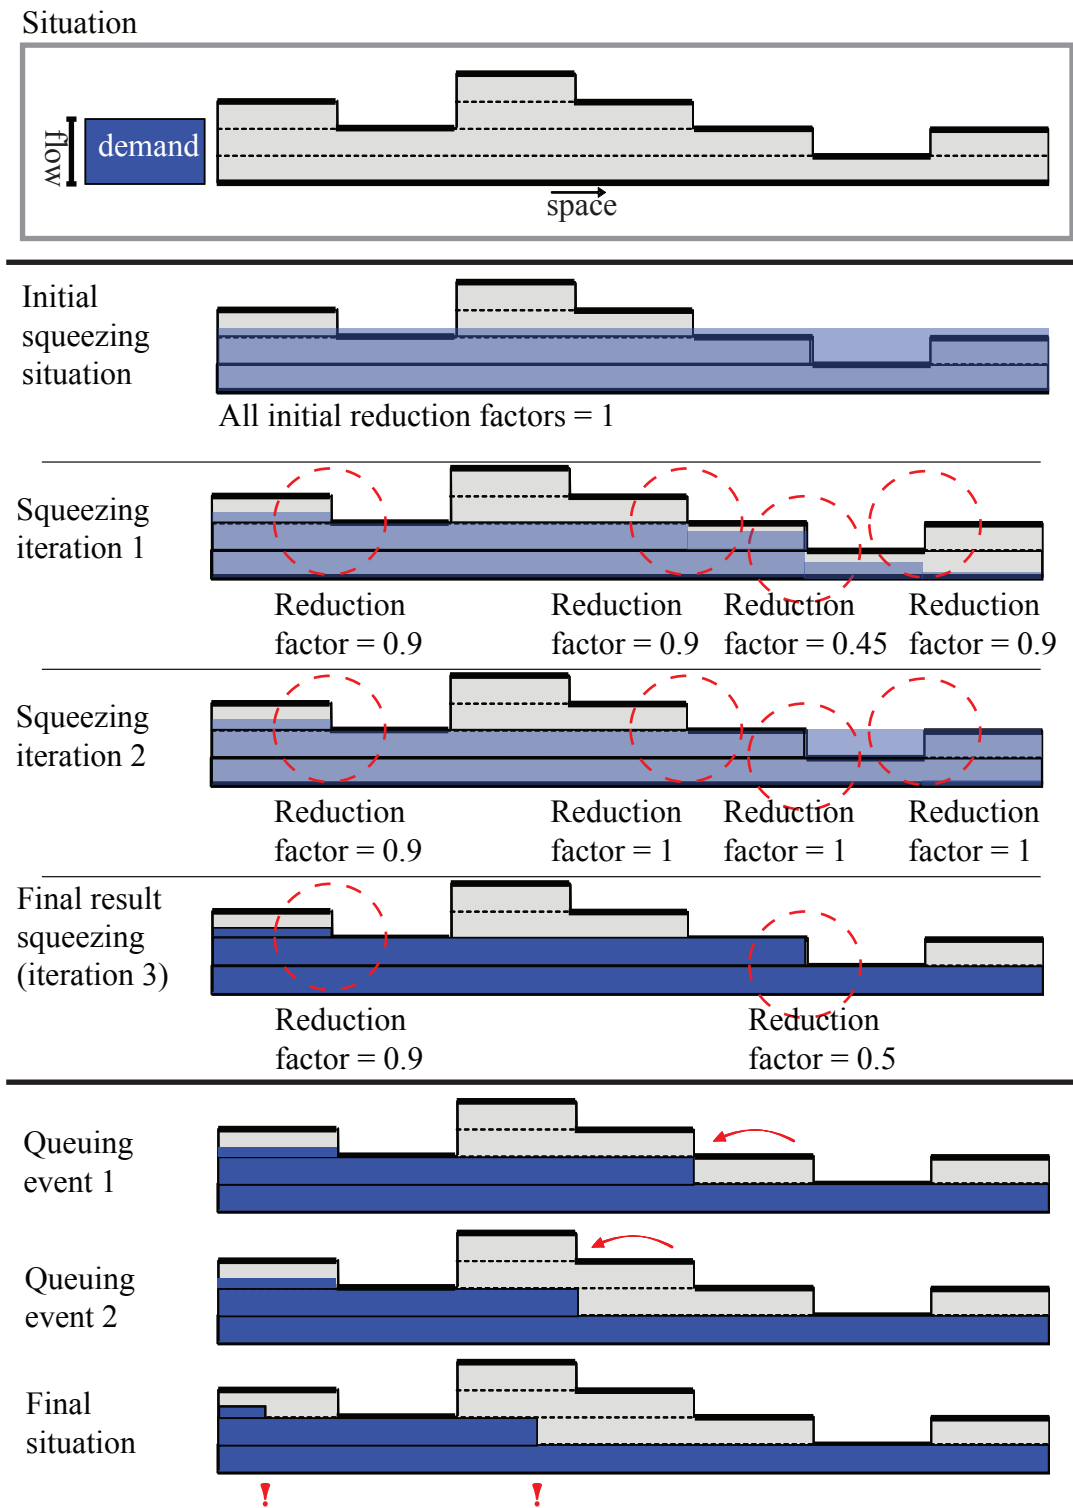 Situation
flow
demand
space
Initial
squeezing
situation
All initial reduction factors = 1
Squeezing
iteration 1
Reduction
factor = 0.9
Reduction
factor = 0.9
Reduction
factor = 0.45
Reduction
factor = 0.9
Squeezing
iteration 2
Reduction
factor = 0.9
Reduction
factor = 1
Reduction
factor = 1
Reduction
factor = 1
Final result
squeezing
(iteration 3)
Reduction
factor = 0.9
Reduction
factor = 0.5
Queuing
event 1
Queuing
event 2
Final
situation
! !